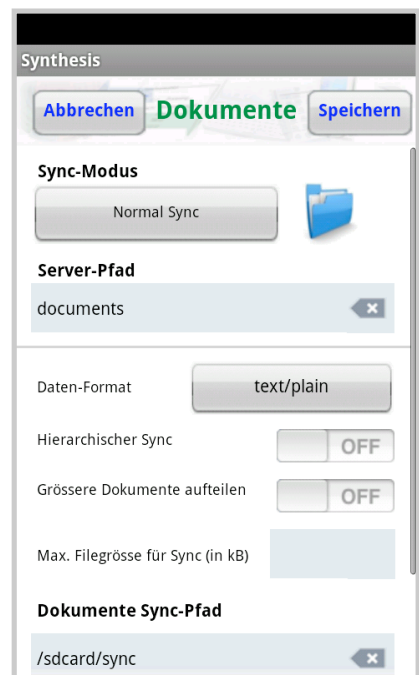 Synthesis
Abbrechen Dokumente Speichern
Sync-Modus
Normal Sync
Server-Pfad
documents
Daten-Format text/plain
Hierarchischer Sync OFF
Grössere Dokumente aufteilen OFF
Max. Filegrösse für Sync (in kB)
Dokumente Sync-Pfad
/sdcard/sync